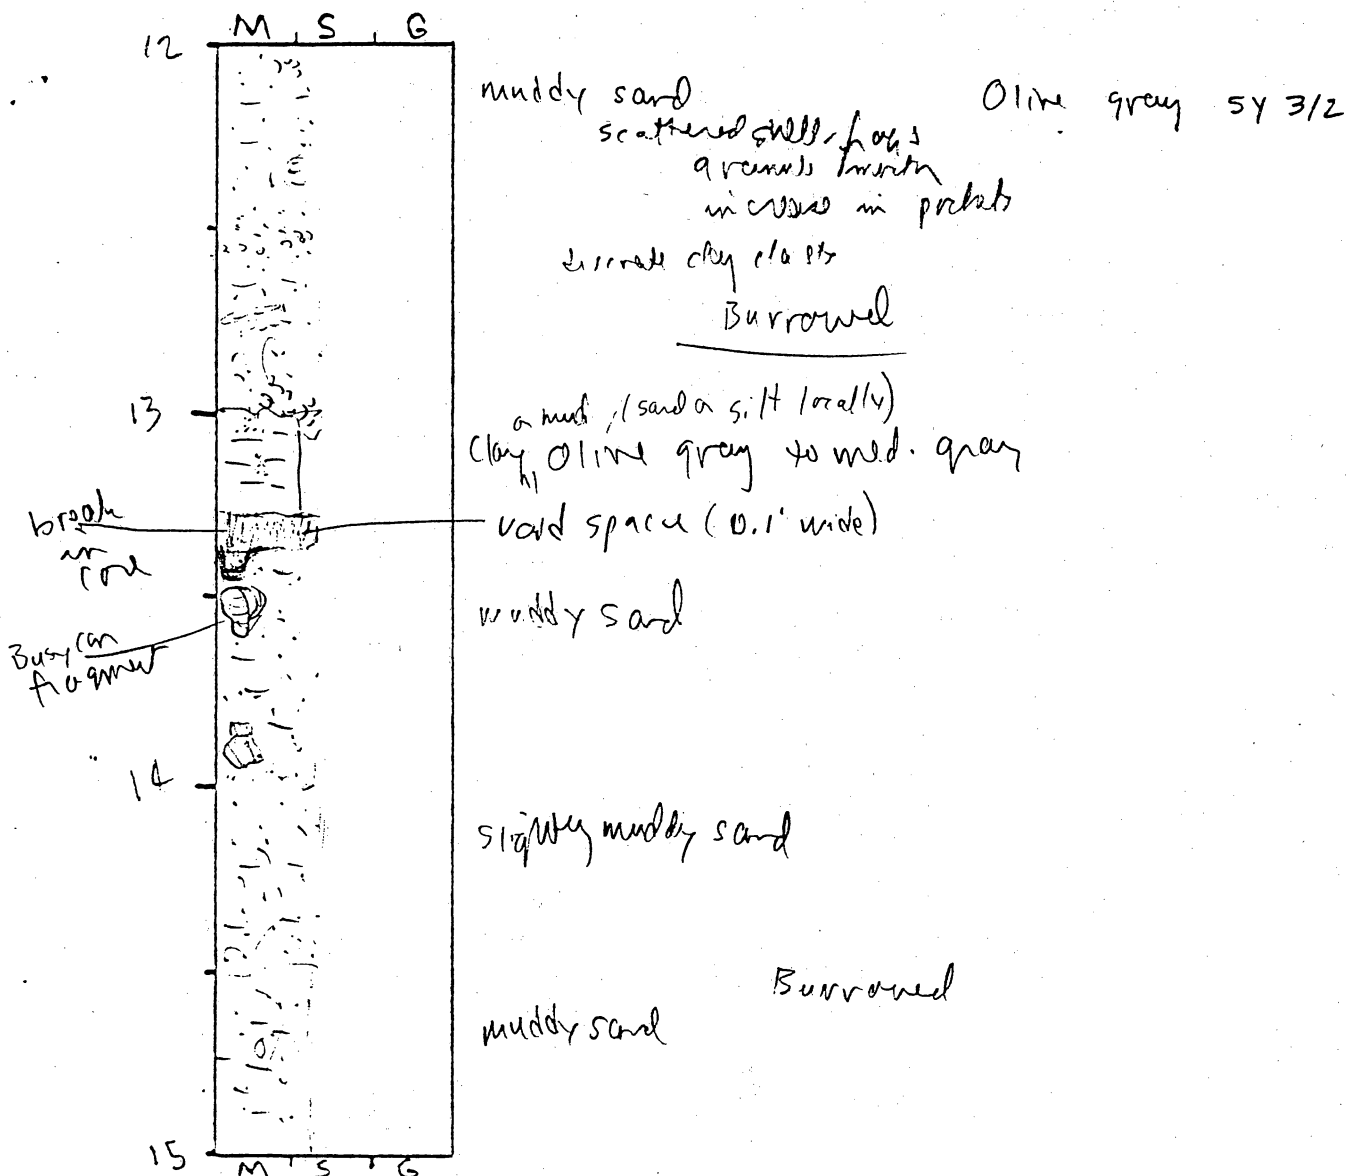 M S G
12
muddy sand
Olive gray 5Y 3/2
scattered shell frags
increase in pockets
discrete clay clasts
Burrowed
13
or mud (sand or silt locally)
Clay, Olive gray to med. gray
break
in
core
void space (0.1' wide)
muddy sand
Busycon
fragment
14
slightly muddy sand
Burrowed
muddy sand
15
M S G